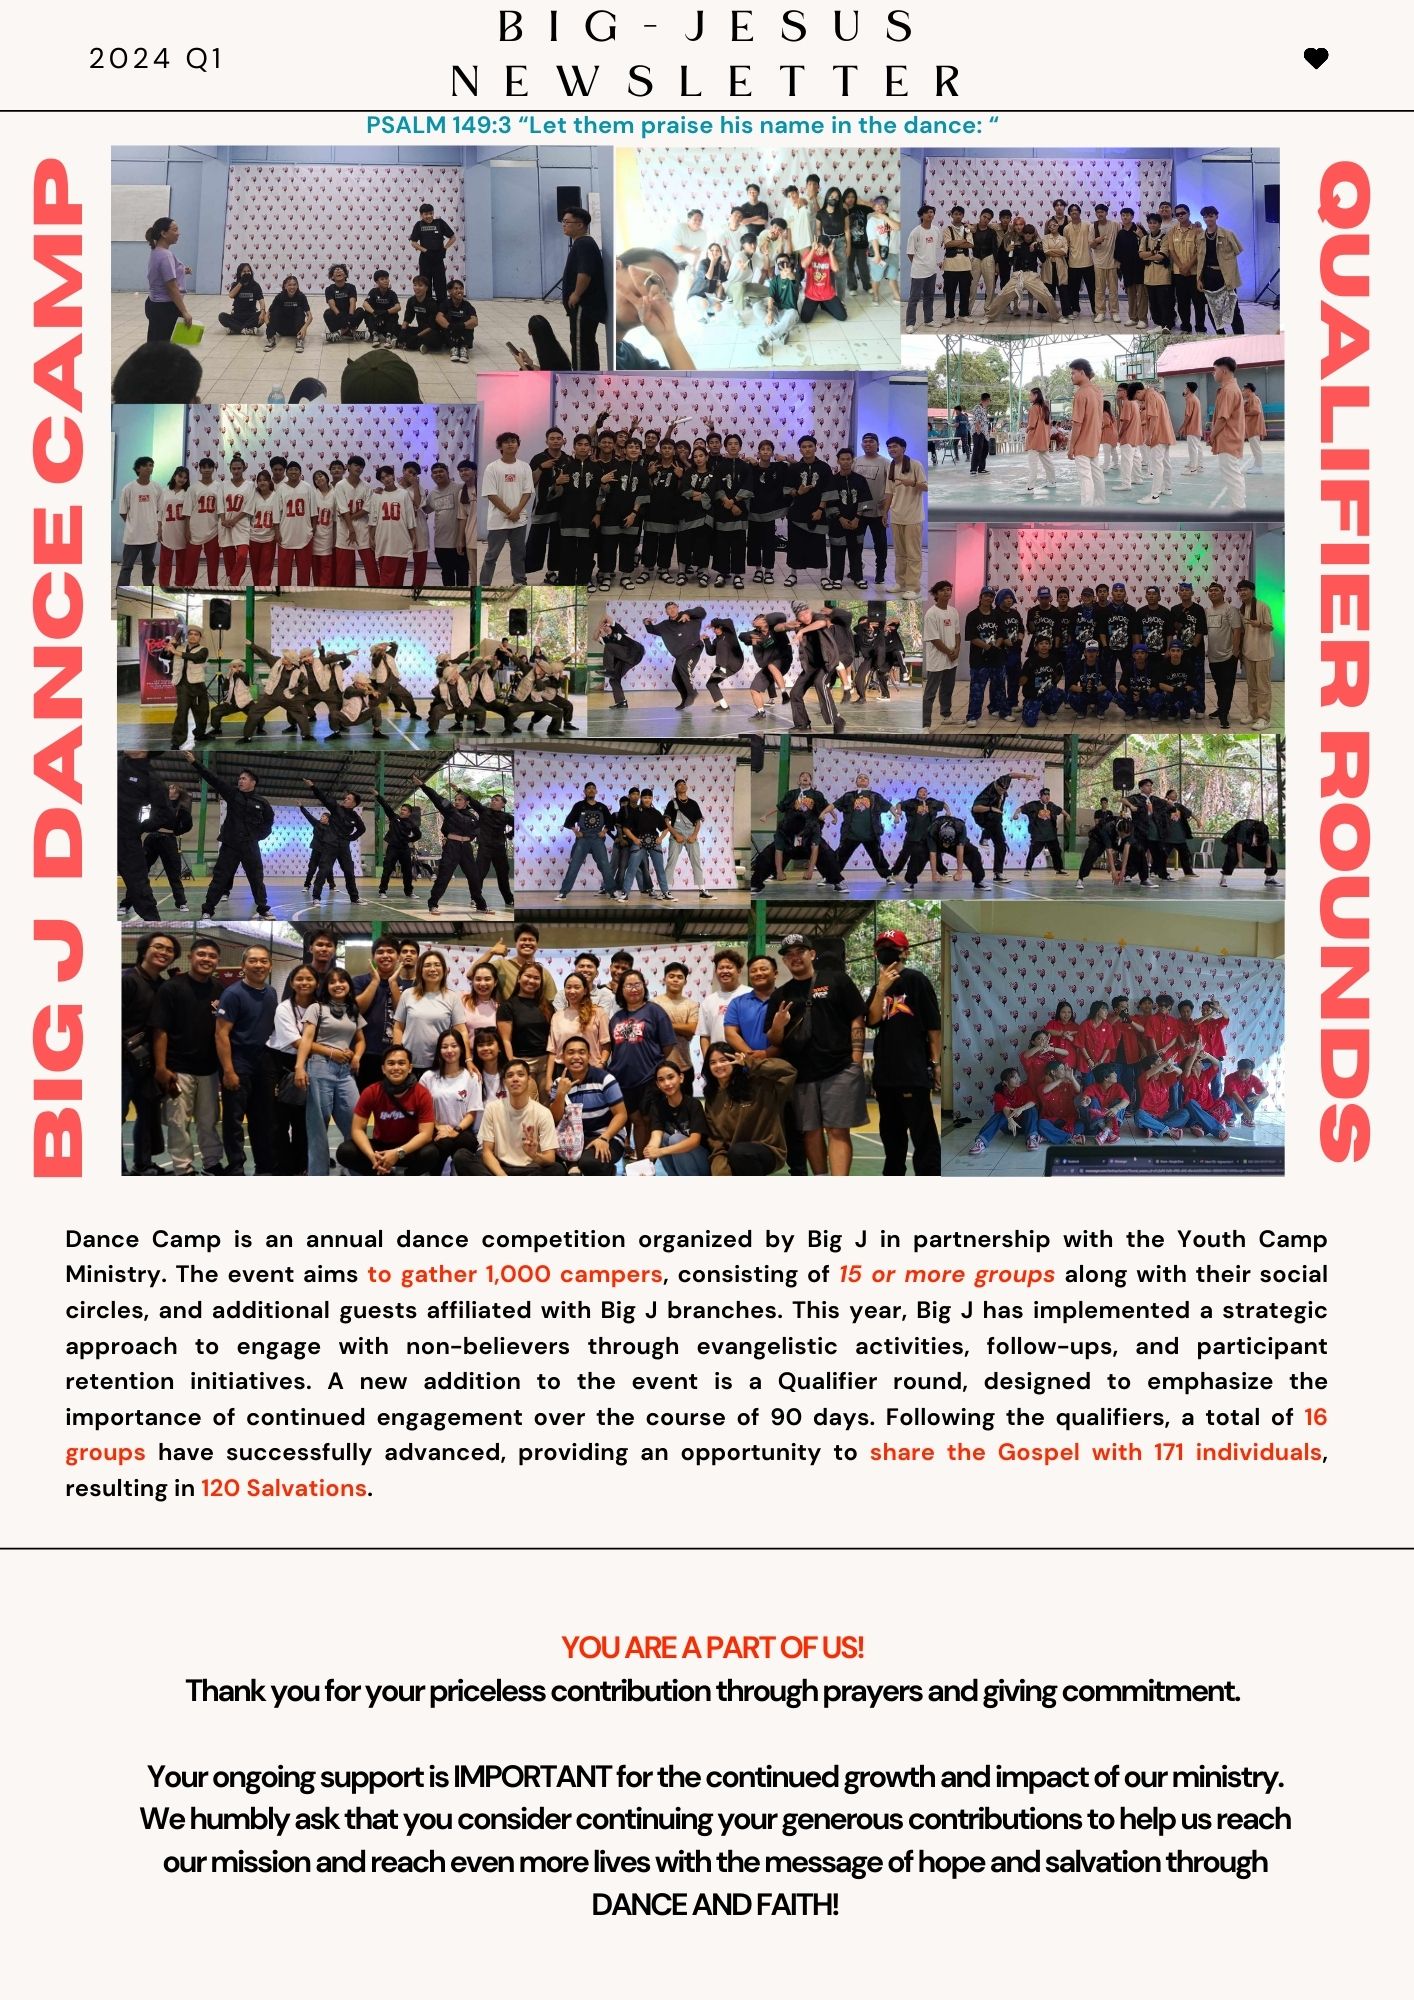 2024 Q1
BIG-JESUS
NEWSLETTER
PSALM 149:3 “Let them praise his name in the dance: “
BIG J DANCE CAMP
QUALIFIER ROUNDS
10 10 10 10 10 10
FLAVORS
Dance Camp is an annual dance competition organized by Big J in partnership with the Youth Camp
Ministry. The event aims to gather 1,000 campers, consisting of 15 or more groups along with their social
circles, and additional guests affiliated with Big J branches. This year, Big J has implemented a strategic
approach to engage with non-believers through evangelistic activities, follow-ups, and participant
retention initiatives. A new addition to the event is a Qualifier round, designed to emphasize the
importance of continued engagement over the course of 90 days. Following the qualifiers, a total of 16
groups have successfully advanced, providing an opportunity to share the Gospel with 171 individuals,
resulting in 120 Salvations.
YOU ARE A PART OF US!
Thank you for your priceless contribution through prayers and giving commitment.
Your ongoing support is IMPORTANT for the continued growth and impact of our ministry.
We humbly ask that you consider continuing your generous contributions to help us reach
our mission and reach even more lives with the message of hope and salvation through
DANCE AND FAITH!